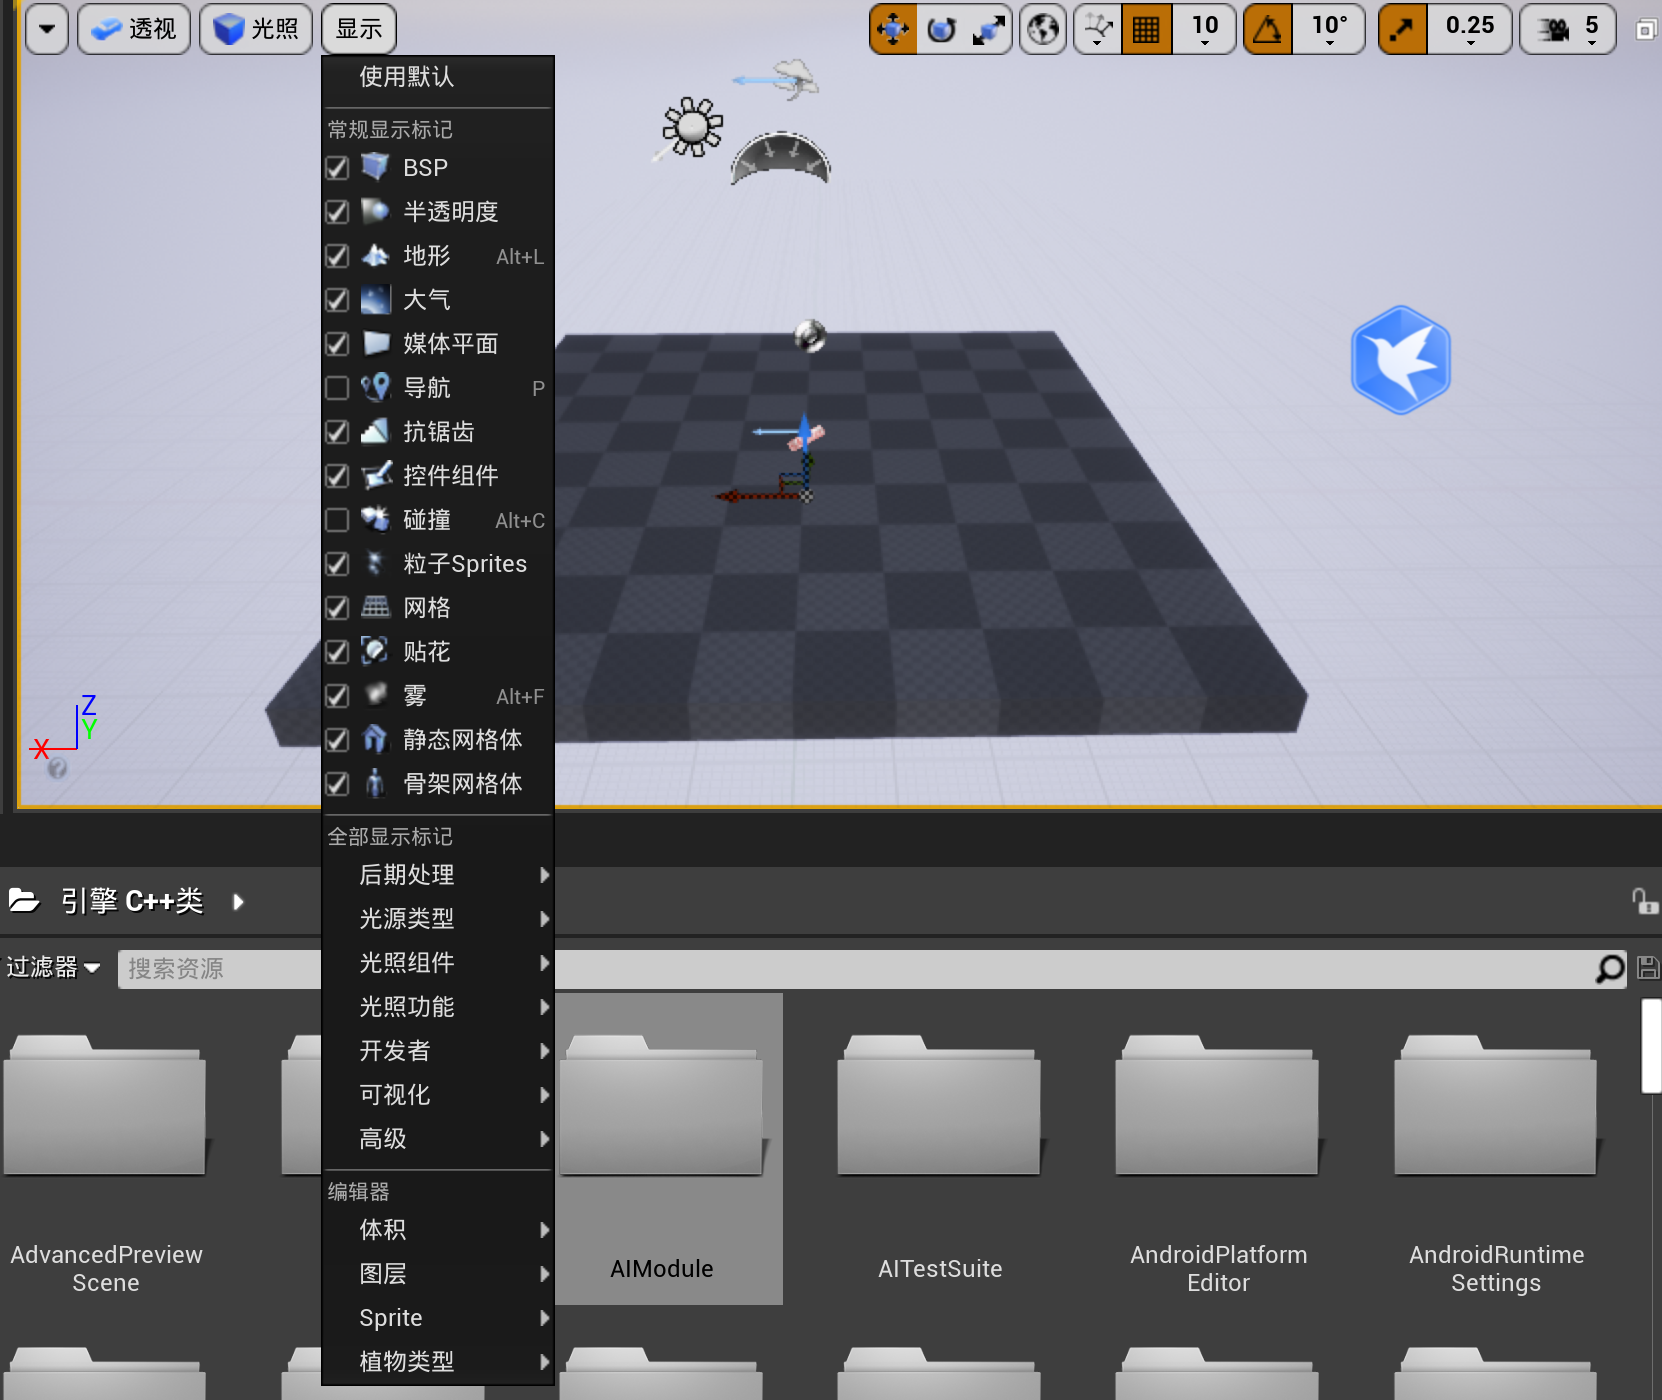 透视 光照 显示 10 10° 0.25 5
使用默认
常规显示标记
BSP
半透明度
地形 Alt+L
大气
媒体平面
导航 P
抗锯齿
控件组件
碰撞 Alt+C
粒子Sprites
网格
贴花
雾 Alt+F
静态网格体
骨架网格体
全部显示标记
后期处理
光源类型
光照组件
光照功能
开发者
可视化
高级
编辑器
体积
图层
Sprite
植物类型
Z
Y
X
?
引擎 C++类
过滤器 搜索资源
AdvancedPreview
Scene
AIModule
AITestSuite
AndroidPlatform
Editor
AndroidRuntime
Settings